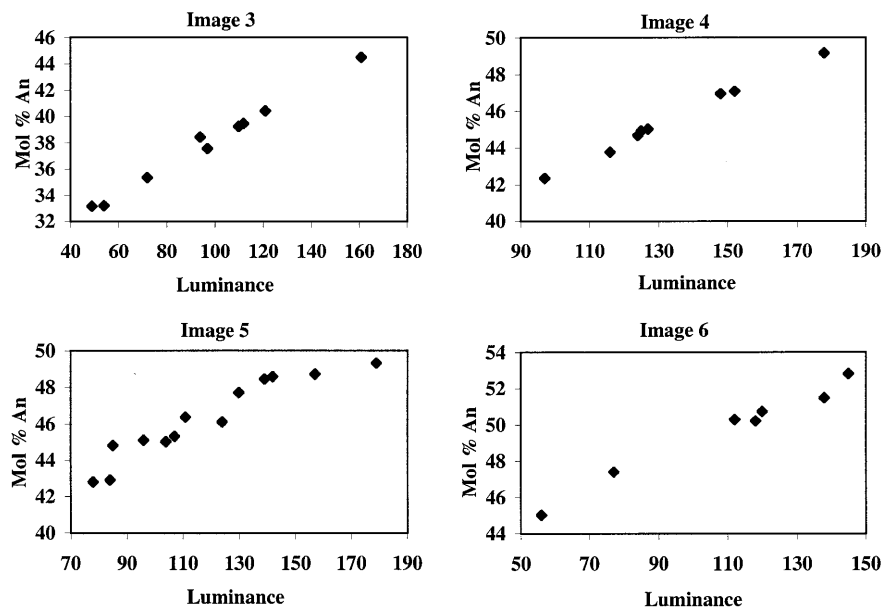 Image 3
Mol % An
46
44
42
40
38
36
34
32
40 60 80 100 120 140 160 180
Luminance
Image 4
Mol % An
50
48
46
44
42
40
90 110 130 150 170 190
Luminance
Image 5
Mol % An
50
48
46
44
42
40
70 90 110 130 150 170 190
Luminance
Image 6
Mol % An
54
52
50
48
46
44
50 70 90 110 130 150
Luminance